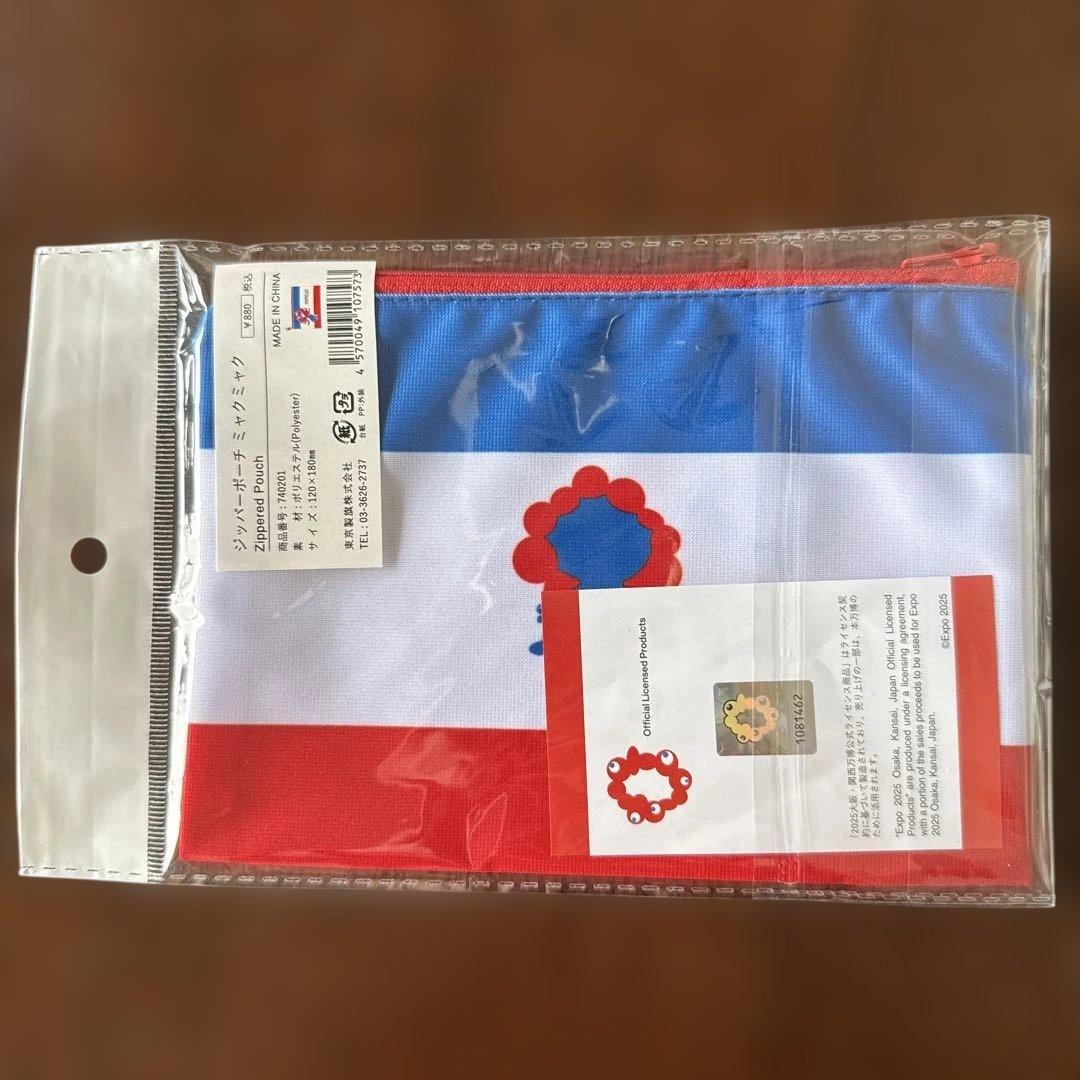 ジッパーポーチ ミャクミャク
Zippered Pouch
¥880 税込
商品番号：740201
素　材：ポリエステル(Polyester)
サイズ：120×180㎜
MADE IN CHINA
東京製旗株式会社
TEL：03-3626-2737
紙
プラ
台紙 PP:外装
4 570049 107573
Official Licensed Products
1081462
「2025大阪・関西万博公式ライセンス商品」はライセンス契
約に基づいて製造されており、売り上げの一部は、本万博の
ために活用されます。
"Expo 2025 Osaka, Kansai, Japan Official Licensed
Products" are produced under a licensing agreement,
with a portion of the sales proceeds to be used for Expo
2025 Osaka, Kansai, Japan.
©Expo 2025